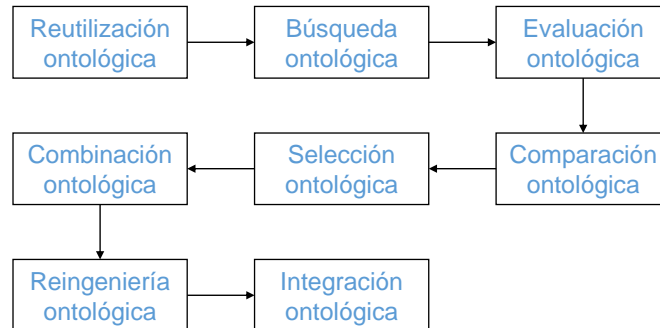 Reutilización
ontológica
Búsqueda
ontológica
Evaluación
ontológica
Combinación
ontológica
Selección
ontológica
Comparación
ontológica
Reingeniería
ontológica
Integración
ontológica